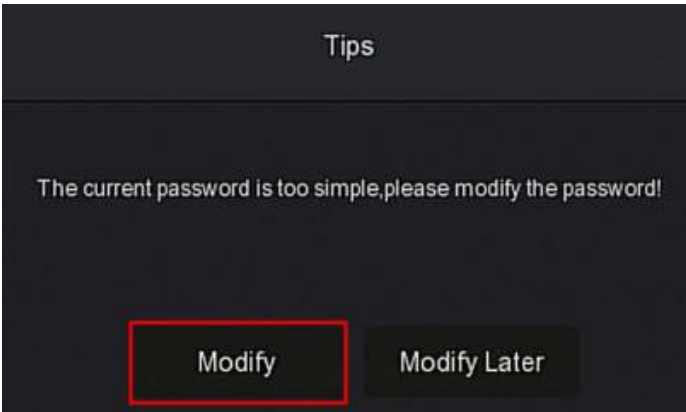 Tips
The current password is too simple,please modify the password!
Modify
Modify Later